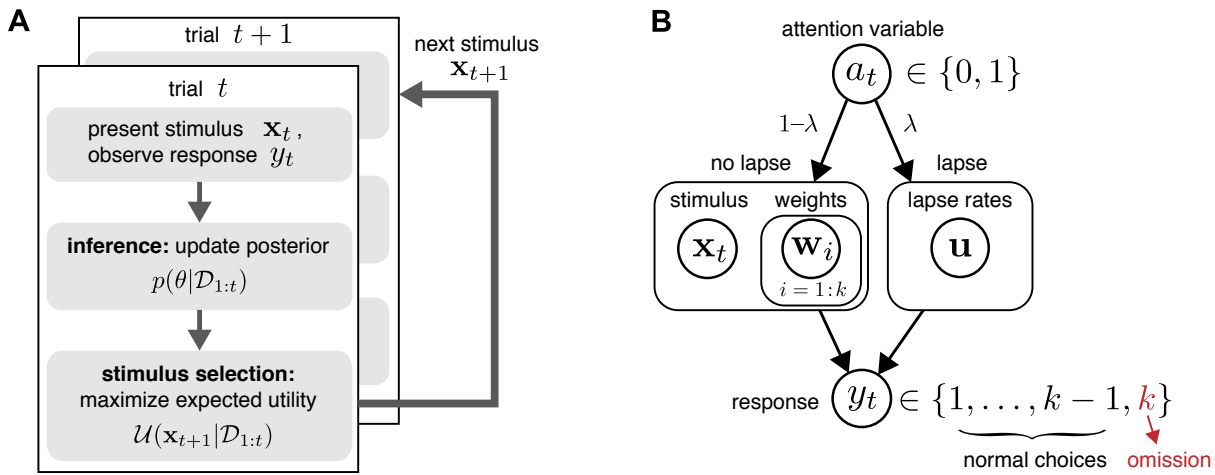 A
trial t + 1
trial t
present stimulus x_t ,
observe response y_t
inference: update posterior
p(θ|D_{1:t})
stimulus selection:
maximize expected utility
U(x_{t+1}|D_{1:t})
next stimulus
x_{t+1}
B
attention variable
a_t ∈ {0, 1}
1−λ λ
no lapse lapse
stimulus weights lapse rates
x_t w_i u
i = 1:k
response y_t ∈ {1, . . . , k − 1, k}
normal choices omission